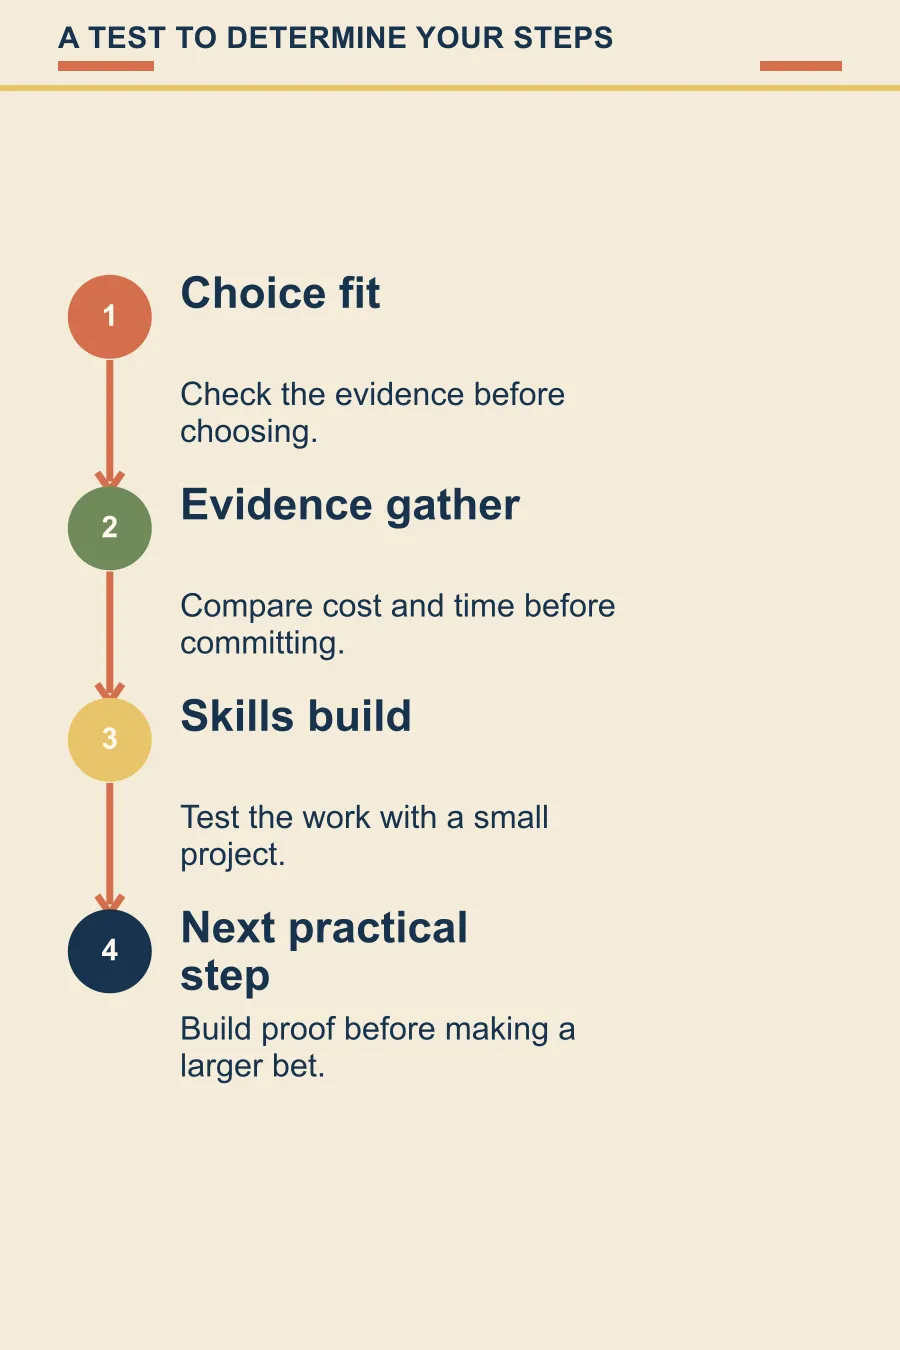 A TEST TO DETERMINE YOUR STEPS
1
Choice fit
Check the evidence before
choosing.
2
Evidence gather
Compare cost and time before
committing.
3
Skills build
Test the work with a small
project.
4
Next practical
step
Build proof before making a
larger bet.